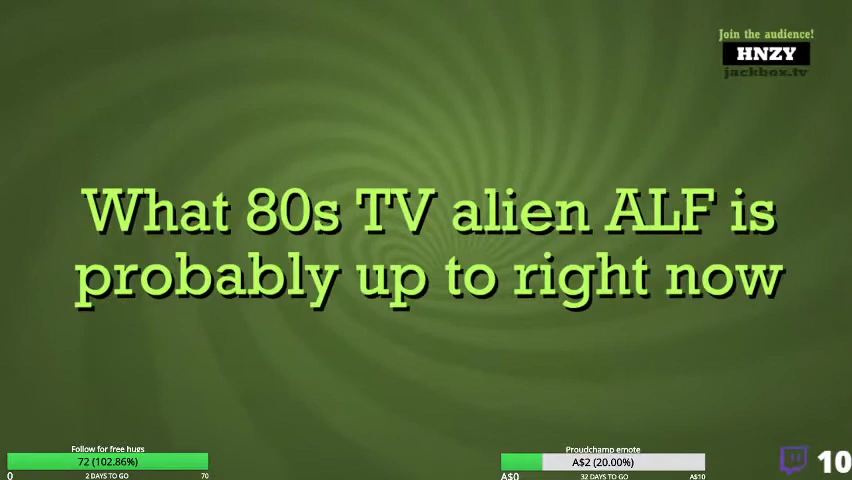 Join the audience!
HNZY
jackbox.tv
What 80s TV alien ALF is
probably up to right now
Follow for free hugs
72 (102.86%)
0 2 DAYS TO GO 70
Proudchamp emote
A$2 (20.00%)
A$0 32 DAYS TO GO A$10
10